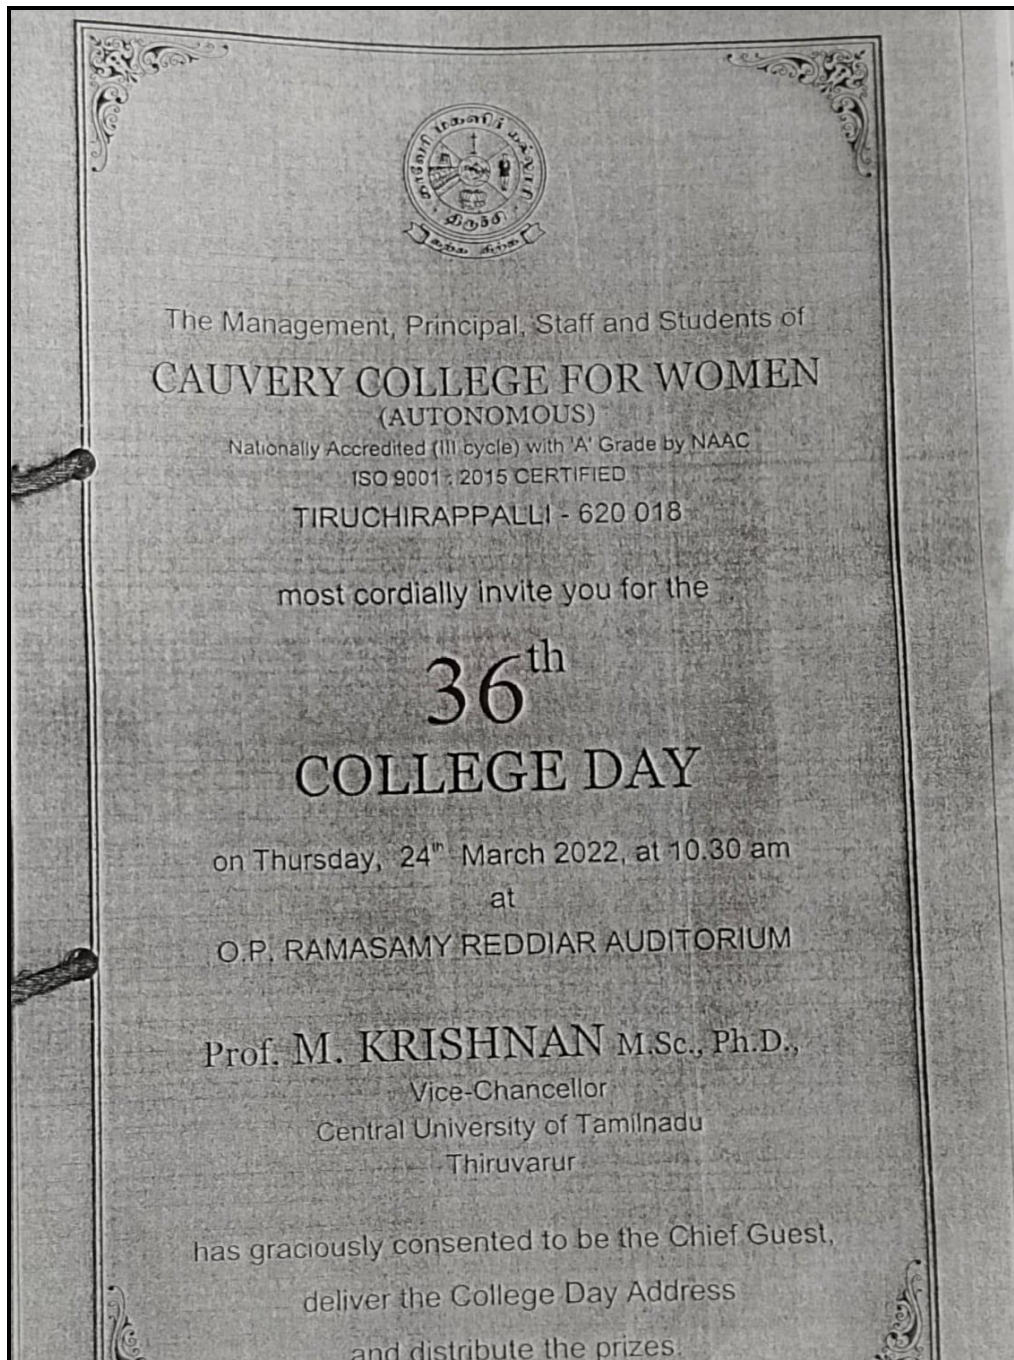 காவேரி மகளிர் கல்லூரி
திருச்சி
கற்க நிற்க
The Management, Principal, Staff and Students of
CAUVERY COLLEGE FOR WOMEN
(AUTONOMOUS)
Nationally Accredited (III cycle) with 'A' Grade by NAAC
ISO 9001 : 2015 CERTIFIED
TIRUCHIRAPPALLI - 620 018
most cordially invite you for the
36th
COLLEGE DAY
on Thursday, 24th March 2022, at 10.30 am
at
O.P. RAMASAMY REDDIAR AUDITORIUM
Prof. M. KRISHNAN M.Sc., Ph.D.,
Vice-Chancellor
Central University of Tamilnadu
Thiruvarur
has graciously consented to be the Chief Guest,
deliver the College Day Address
and distribute the prizes.